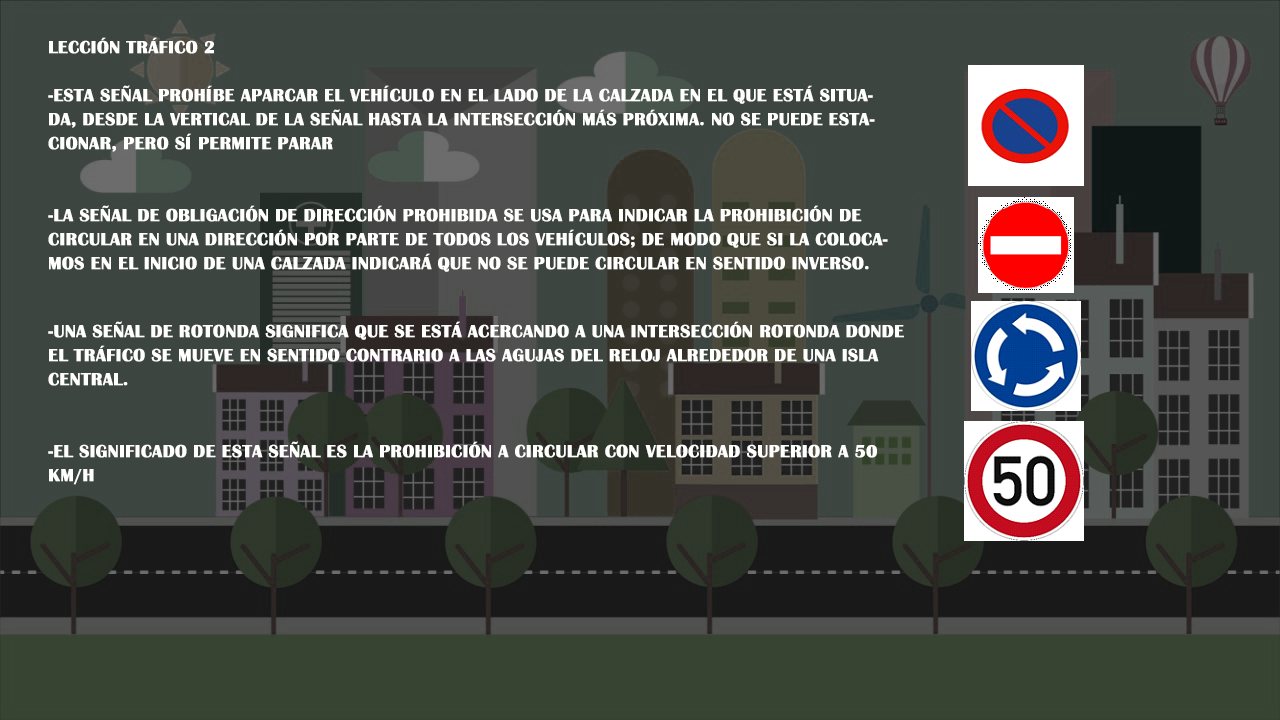 LECCIÓN TRÁFICO 2
-ESTA SEÑAL PROHÍBE APARCAR EL VEHÍCULO EN EL LADO DE LA CALZADA EN EL QUE ESTÁ SITUA-
DA, DESDE LA VERTICAL DE LA SEÑAL HASTA LA INTERSECCIÓN MÁS PRÓXIMA. NO SE PUEDE ESTA-
CIONAR, PERO SÍ PERMITE PARAR
-LA SEÑAL DE OBLIGACIÓN DE DIRECCIÓN PROHIBIDA SE USA PARA INDICAR LA PROHIBICIÓN DE
CIRCULAR EN UNA DIRECCIÓN POR PARTE DE TODOS LOS VEHÍCULOS; DE MODO QUE SI LA COLOCA-
MOS EN EL INICIO DE UNA CALZADA INDICARÁ QUE NO SE PUEDE CIRCULAR EN SENTIDO INVERSO.
-UNA SEÑAL DE ROTONDA SIGNIFICA QUE SE ESTÁ ACERCANDO A UNA INTERSECCIÓN ROTONDA DONDE
EL TRÁFICO SE MUEVE EN SENTIDO CONTRARIO A LAS AGUJAS DEL RELOJ ALREDEDOR DE UNA ISLA
CENTRAL.
-EL SIGNIFICADO DE ESTA SEÑAL ES LA PROHIBICIÓN A CIRCULAR CON VELOCIDAD SUPERIOR A 50
KM/H
50